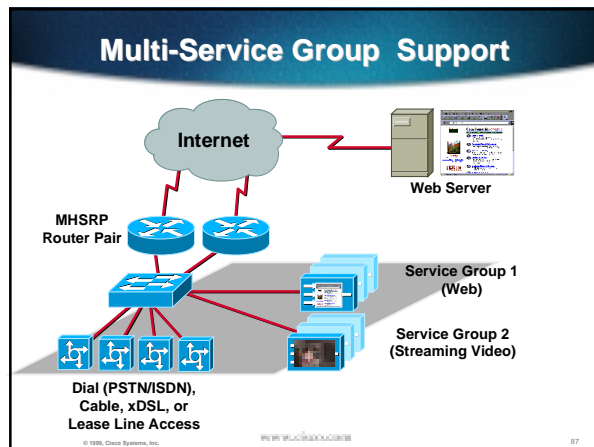 Multi-Service Group Support
Internet
Web Server
MHSRP
Router Pair
Service Group 1
(Web)
Service Group 2
(Streaming Video)
Dial (PSTN/ISDN),
Cable, xDSL, or
Lease Line Access
Cisco Systems, Inc.
87